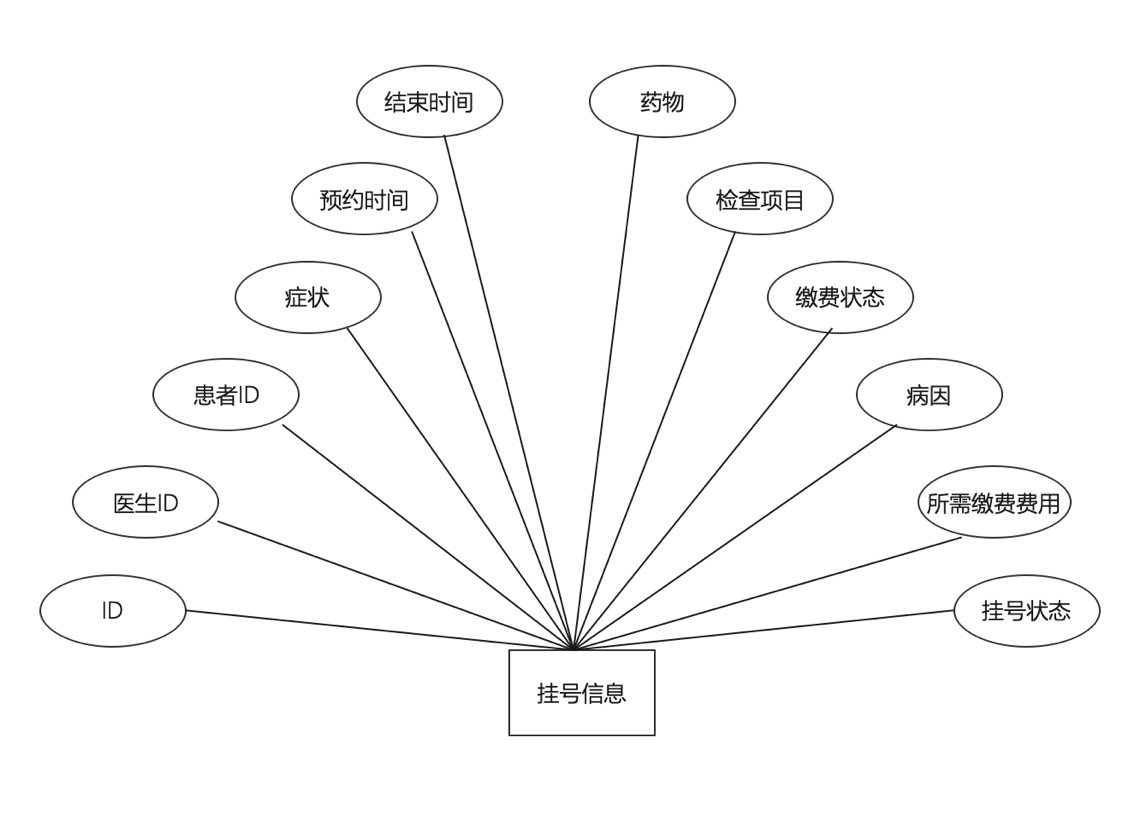 结束时间
药物
预约时间
检查项目
症状
缴费状态
患者ID
病因
医生ID
所需缴费费用
ID
挂号状态
挂号信息